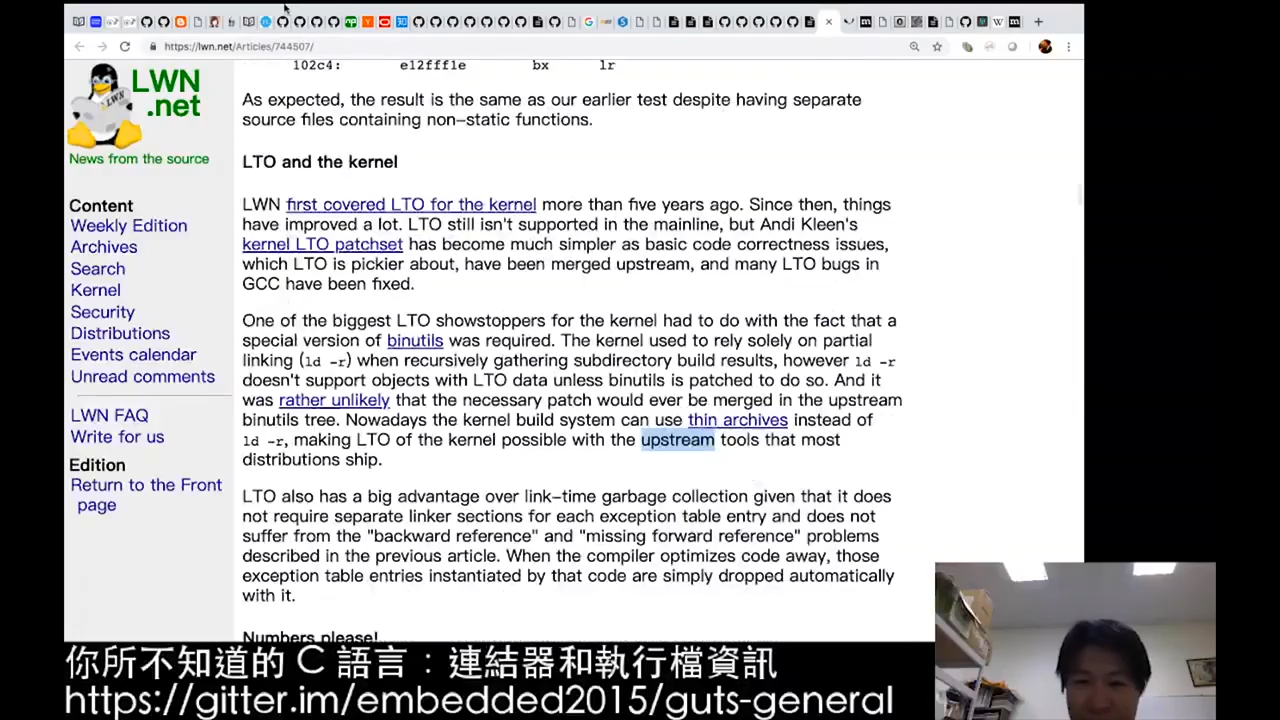 https://lwn.net/Articles/744507/
LWN
.net
News from the source
Content
Weekly Edition
Archives
Search
Kernel
Security
Distributions
Events calendar
Unread comments
LWN FAQ
Write for us
Edition
Return to the Front
page
102c4: e12fff1e bx lr
As expected, the result is the same as our earlier test despite having separate
source files containing non-static functions.
LTO and the kernel
LWN first covered LTO for the kernel more than five years ago. Since then, things
have improved a lot. LTO still isn't supported in the mainline, but Andi Kleen's
kernel LTO patchset has become much simpler as basic code correctness issues,
which LTO is pickier about, have been merged upstream, and many LTO bugs in
GCC have been fixed.
One of the biggest LTO showstoppers for the kernel had to do with the fact that a
special version of binutils was required. The kernel used to rely solely on partial
linking (ld -r) when recursively gathering subdirectory build results, however ld -r
doesn't support objects with LTO data unless binutils is patched to do so. And it
was rather unlikely that the necessary patch would ever be merged in the upstream
binutils tree. Nowadays the kernel build system can use thin archives instead of
ld -r, making LTO of the kernel possible with the upstream tools that most
distributions ship.
LTO also has a big advantage over link-time garbage collection given that it does
not require separate linker sections for each exception table entry and does not
suffer from the "backward reference" and "missing forward reference" problems
described in the previous article. When the compiler optimizes code away, those
exception table entries instantiated by that code are simply dropped automatically
with it.
Numbers please!
你所不知道的 C 語言：連結器和執行檔資訊
https://gitter.im/embedded2015/guts-general